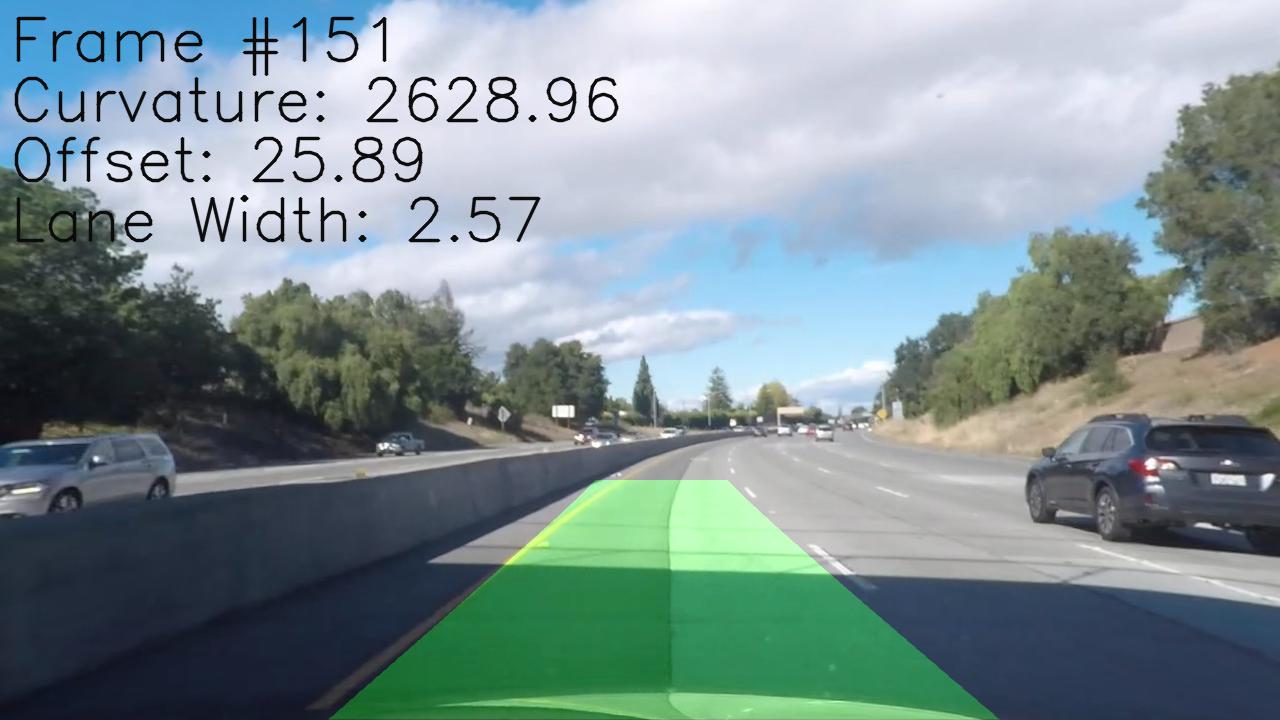 Frame #151
Curvature: 2628.96
Offset: 25.89
Lane Width: 2.57